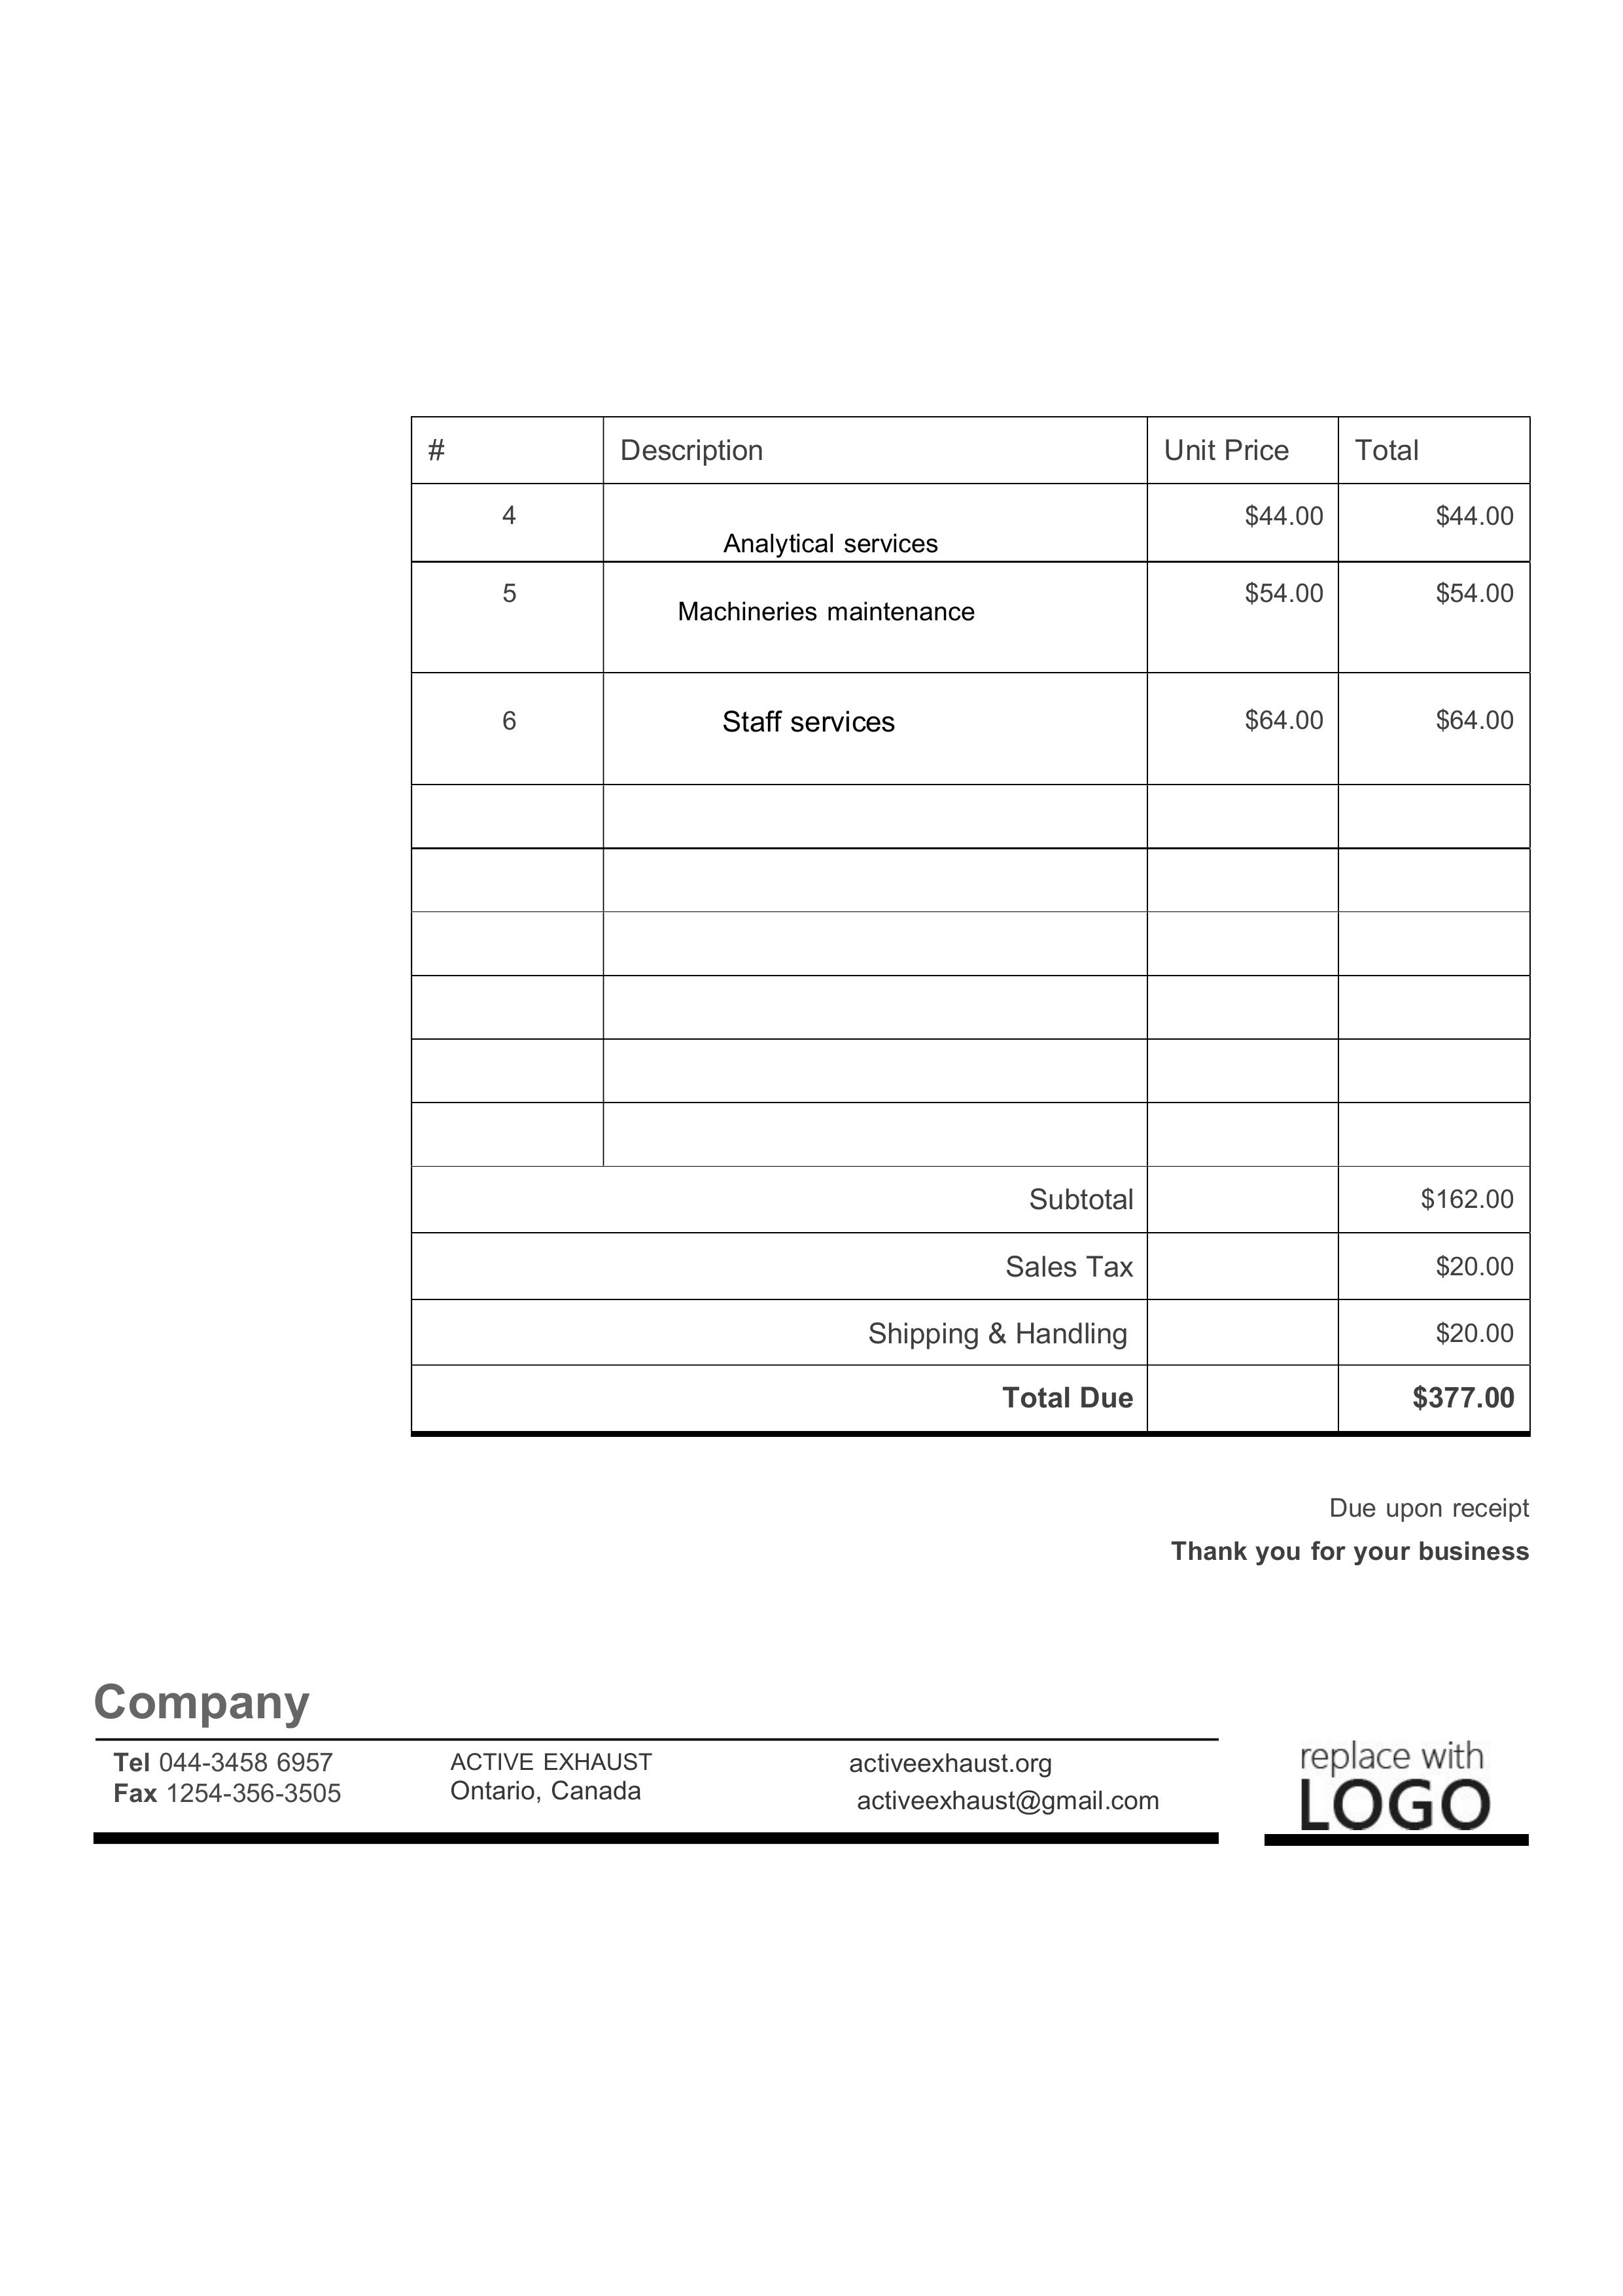 # Description Unit Price Total
4 Analytical services $44.00 $44.00
5 Machineries maintenance $54.00 $54.00
6 Staff services $64.00 $64.00
Subtotal $162.00
Sales Tax $20.00
Shipping & Handling $20.00
Total Due $377.00
Due upon receipt
Thank you for your business
Company
Tel 044-3458 6957 ACTIVE EXHAUST activeexhaust.org
Fax 1254-356-3505 Ontario, Canada activeexhaust@gmail.com
replace with
LOGO